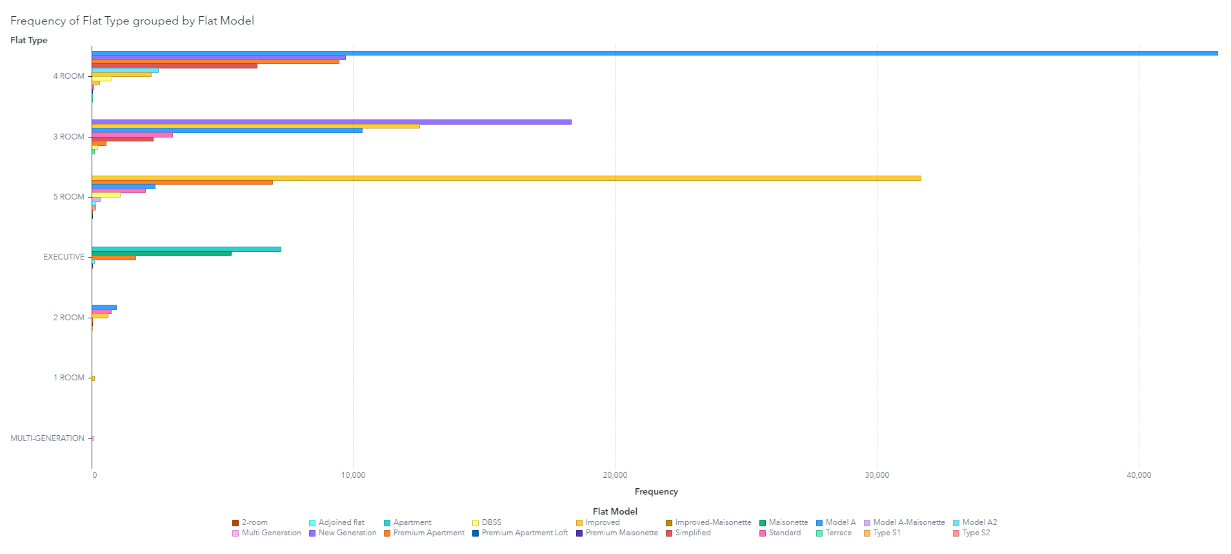 Frequency of Flat Type grouped by Flat Model
Flat Type
4 ROOM
3 ROOM
5 ROOM
EXECUTIVE
2 ROOM
1 ROOM
MULTI-GENERATION
0 10,000 20,000 30,000 40,000
Frequency
Flat Model
2-room Adjoined flat Apartment DBSS Improved Improved-Maisonette Maisonette Model A Model A-Maisonette Model A2
Multi Generation New Generation Premium Apartment Premium Apartment Loft Premium Maisonette Simplified Standard Terrace Type S1 Type S2